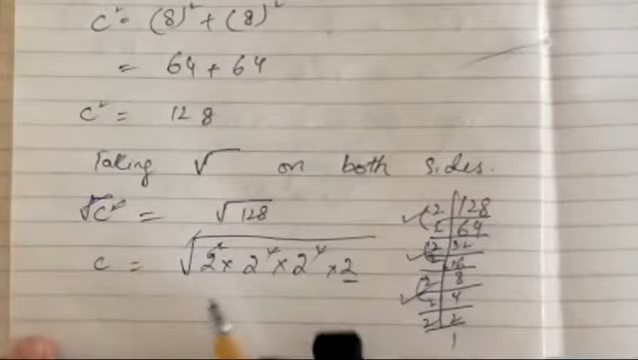 c² = (8)² + (8)²
= 64 + 64
c² = 128
Taking √ on both sides.
√c² = √128
c = √2² × 2² × 2² × 2
2 | 128
2 | 64
2 | 32
2 | 16
2 | 8
2 | 4
2 | 2
1